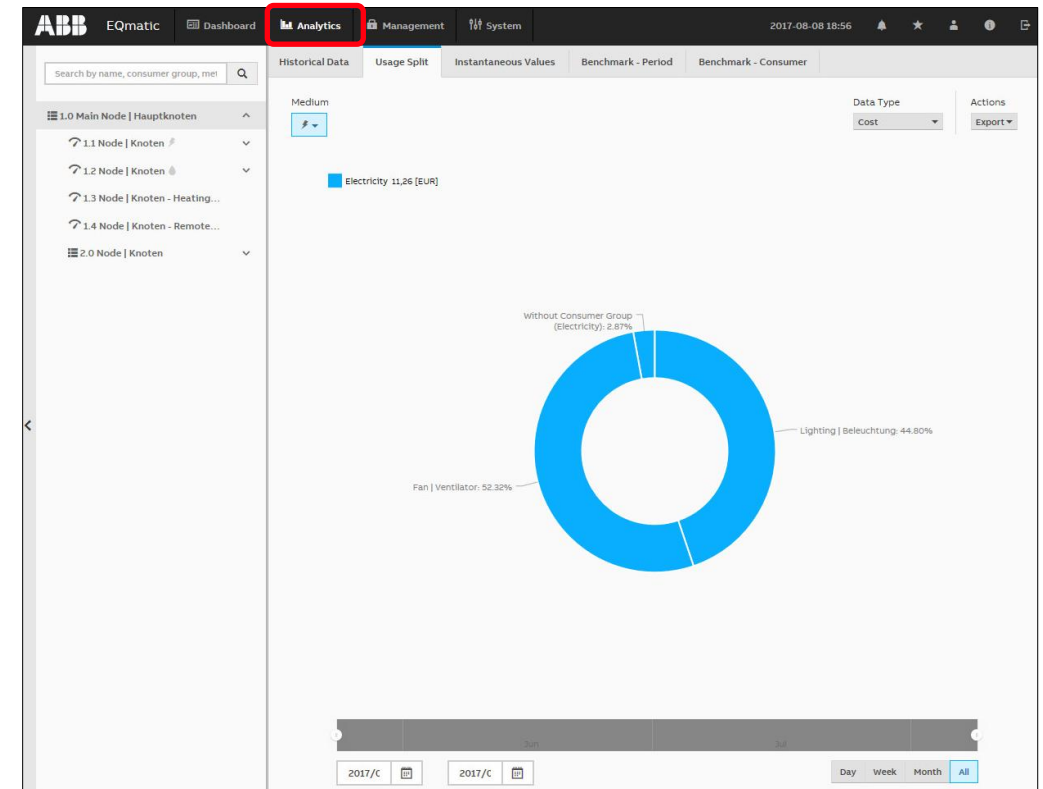 ABB EQmatic Dashboard Analytics Management System 2017-08-08 18:56
Search by name, consumer group, met
Historical Data Usage Split Instantaneous Values Benchmark - Period Benchmark - Consumer
1.0 Main Node | Hauptknoten
1.1 Node | Knoten
1.2 Node | Knoten
1.3 Node | Knoten - Heating...
1.4 Node | Knoten - Remote...
2.0 Node | Knoten
Medium
Data Type
Cost
Actions
Export
Electricity 11,26 [EUR]
Without Consumer Group
(Electricity): 2.87%
Lighting | Beleuchtung: 44.80%
Fan | Ventilator: 52.32%
Jun Jul
2017/ 2017/
Day Week Month All